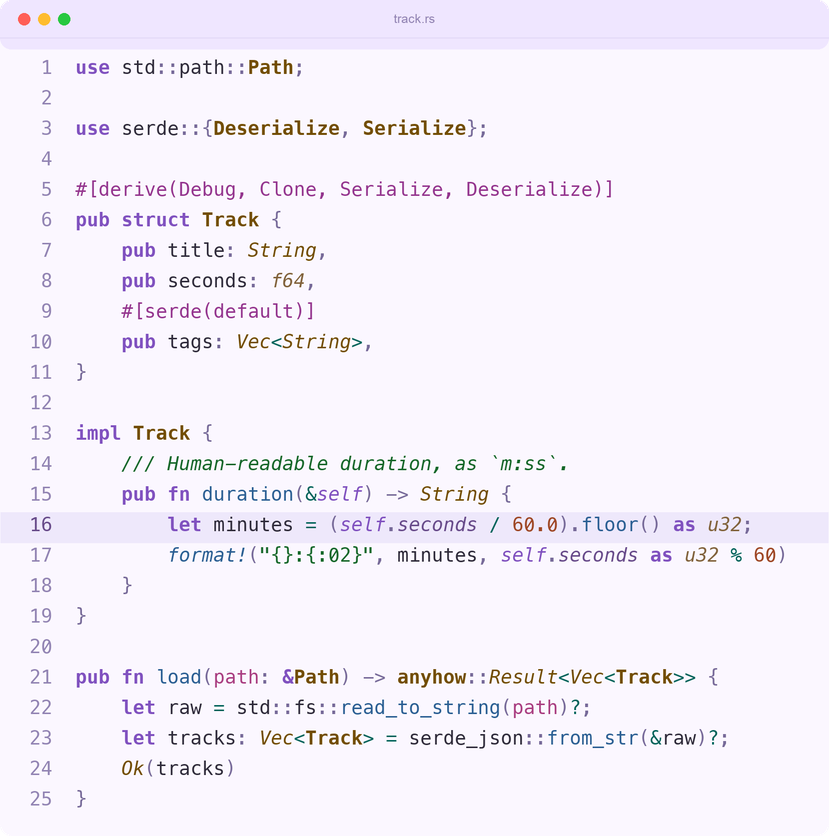 track.rs
1 use std::path::Path;
2
3 use serde::{Deserialize, Serialize};
4
5 #[derive(Debug, Clone, Serialize, Deserialize)]
6 pub struct Track {
7     pub title: String,
8     pub seconds: f64,
9     #[serde(default)]
10     pub tags: Vec<String>,
11 }
12
13 impl Track {
14     /// Human-readable duration, as `m:ss`.
15     pub fn duration(&self) -> String {
16         let minutes = (self.seconds / 60.0).floor() as u32;
17         format!("{}:{:02}", minutes, self.seconds as u32 % 60)
18     }
19 }
20
21 pub fn load(path: &Path) -> anyhow::Result<Vec<Track>> {
22     let raw = std::fs::read_to_string(path)?;
23     let tracks: Vec<Track> = serde_json::from_str(&raw)?;
24     Ok(tracks)
25 }